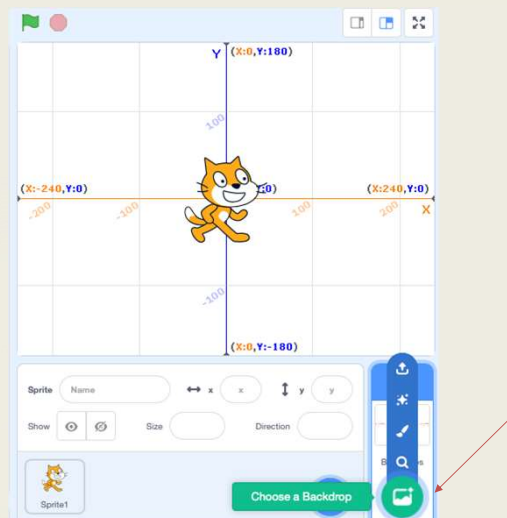 Y (X:0,Y:180)
100
(X:-240,Y:0) :0) (X:240,Y:0)
-200 -100 100 200 X
-100
(X:0,Y:-180)
Sprite Name x x y y
Show Size Direction
Sprite1
Choose a Backdrop